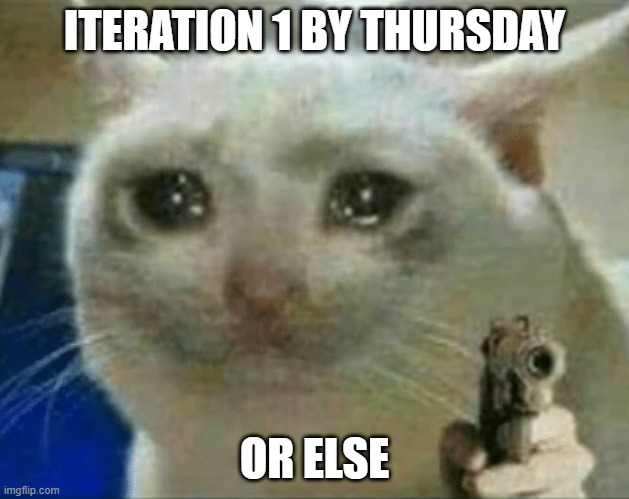 ITERATION 1 BY THURSDAY
OR ELSE
imgflip.com